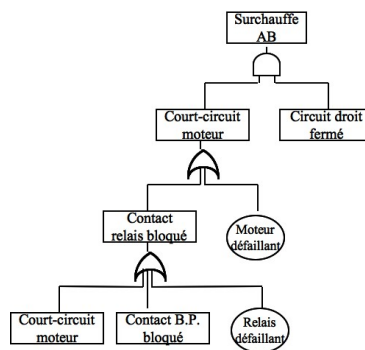 Surchauffe
AB
Court-circuit
moteur
Circuit droit
fermé
Contact
relais bloqué
Moteur
défaillant
Court-circuit
moteur
Contact B.P.
bloqué
Relais
défaillant